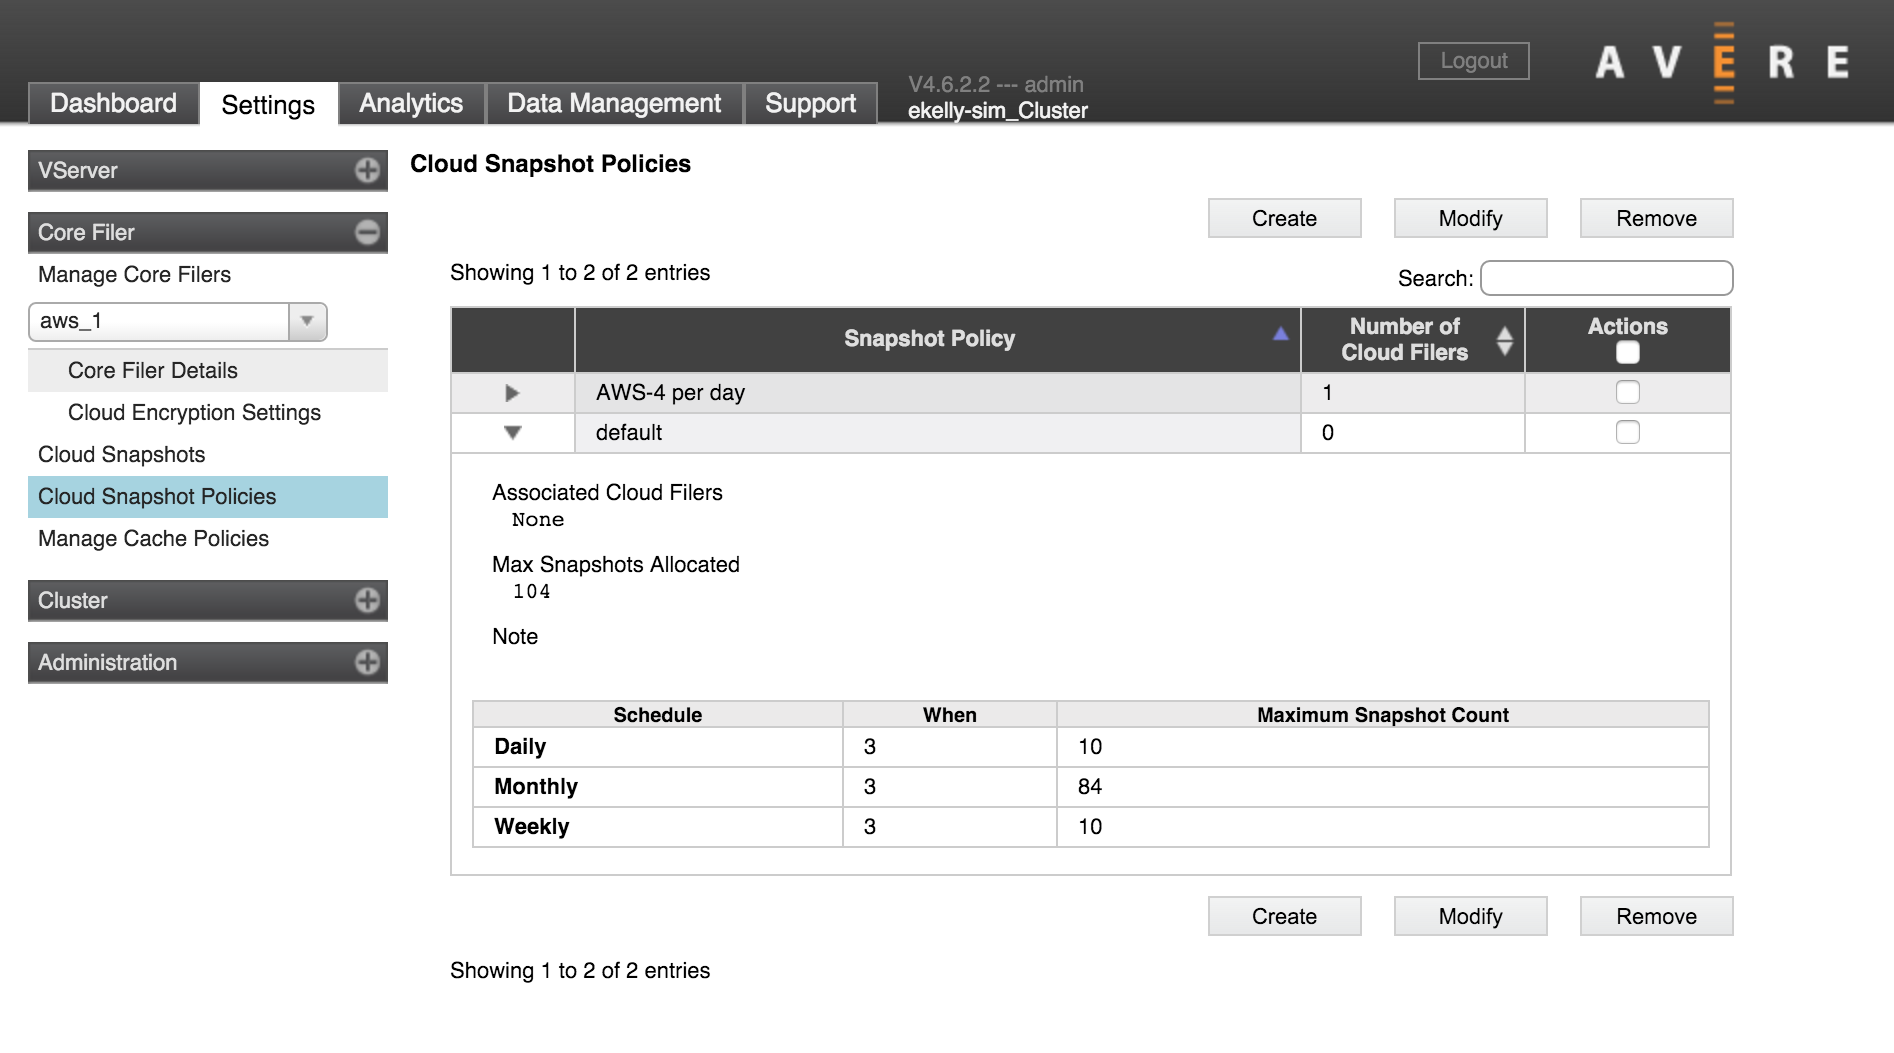 Logout
AVERE
V4.6.2.2 --- admin
ekelly-sim_Cluster
Dashboard Settings Analytics Data Management Support
VServer
Core Filer
Manage Core Filers
aws_1
Core Filer Details
Cloud Encryption Settings
Cloud Snapshots
Cloud Snapshot Policies
Manage Cache Policies
Cluster
Administration
Cloud Snapshot Policies
Create Modify Remove
Showing 1 to 2 of 2 entries
Search:
Snapshot Policy Number of Cloud Filers Actions
AWS-4 per day 1
default 0
Associated Cloud Filers
None
Max Snapshots Allocated
104
Note
Schedule When Maximum Snapshot Count
Daily 3 10
Monthly 3 84
Weekly 3 10
Create Modify Remove
Showing 1 to 2 of 2 entries